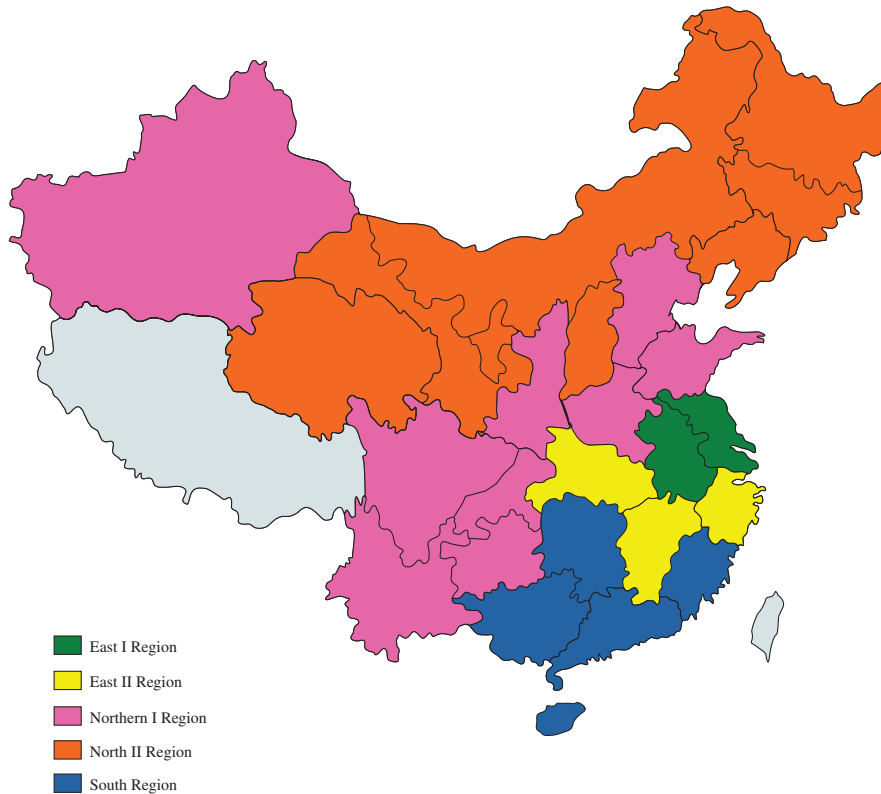 East I Region
East II Region
Northern I Region
North II Region
South Region